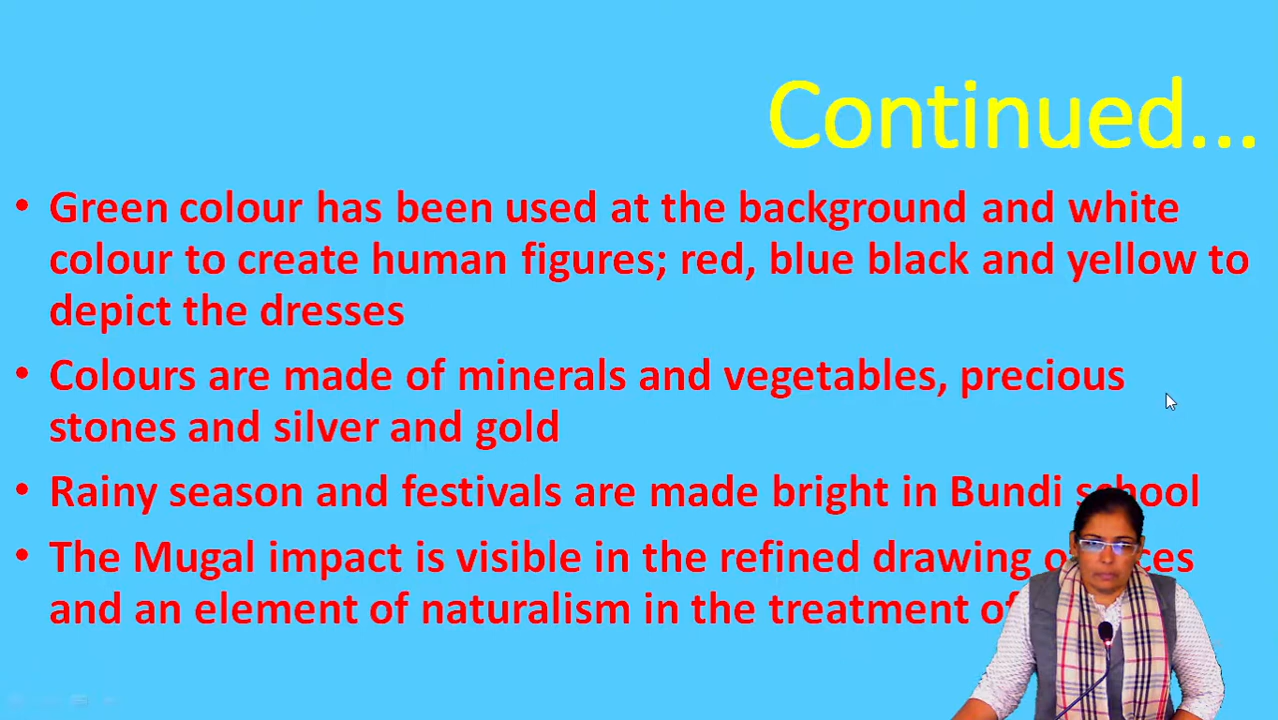 Continued...
• Green colour has been used at the background and white
colour to create human figures; red, blue black and yellow to
depict the dresses
• Colours are made of minerals and vegetables, precious
stones and silver and gold
• Rainy season and festivals are made bright in Bundi school
• The Mugal impact is visible in the refined drawing
and an element of naturalism in the treatment of